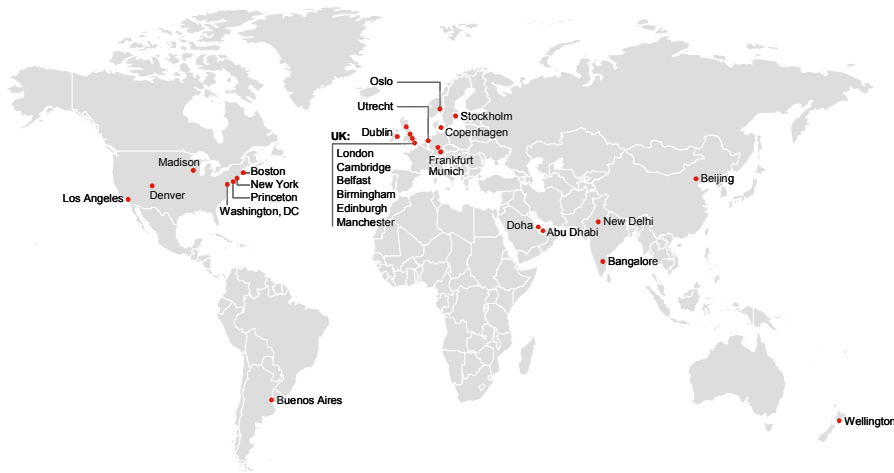 Oslo
Utrecht
Stockholm
UK:
Dublin
Copenhagen
London
Cambridge
Belfast
Birmingham
Edinburgh
Manchester
Frankfurt
Munich
Madison
Boston
New York
Princeton
Washington, DC
Denver
Los Angeles
Beijing
Doha
Abu Dhabi
New Delhi
Bangalore
Buenos Aires
Wellington